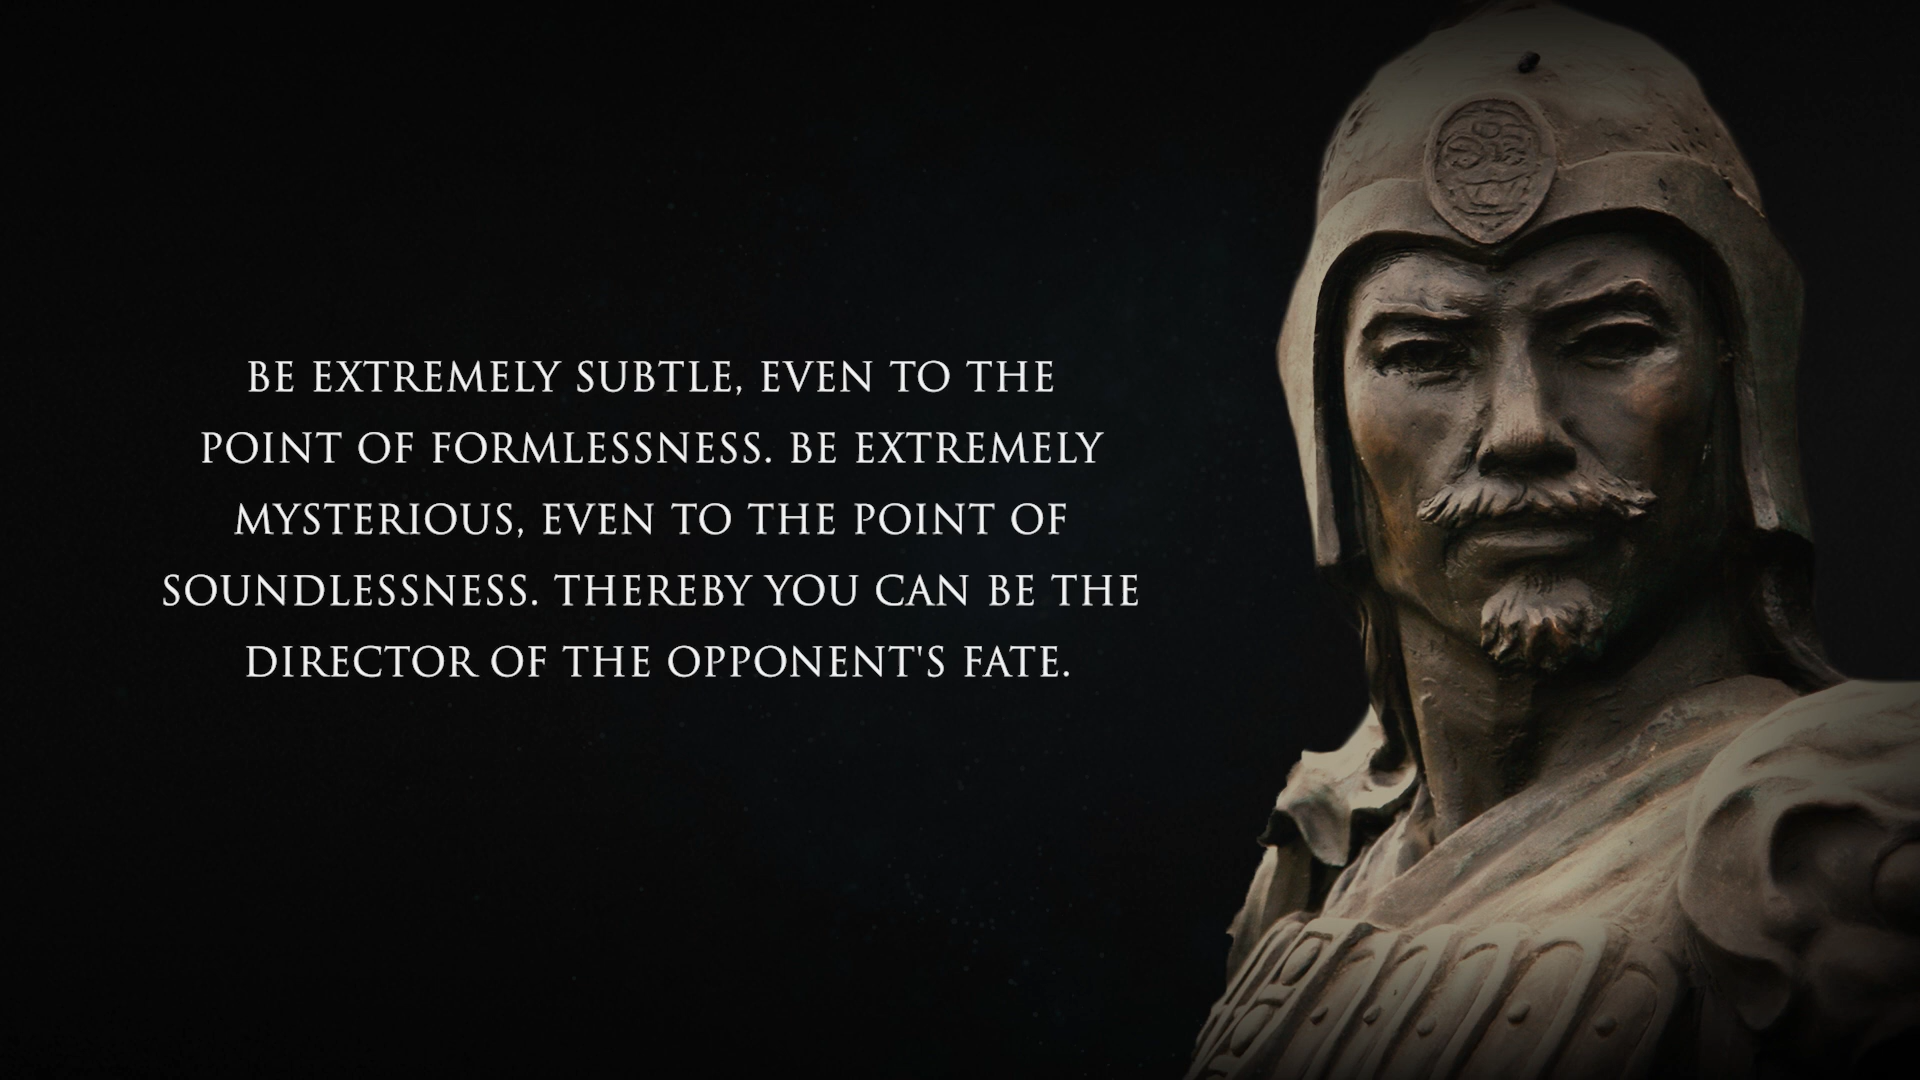 BE EXTREMELY SUBTLE, EVEN TO THE
POINT OF FORMLESSNESS. BE EXTREMELY
MYSTERIOUS, EVEN TO THE POINT OF
SOUNDLESSNESS. THEREBY YOU CAN BE THE
DIRECTOR OF THE OPPONENT'S FATE.